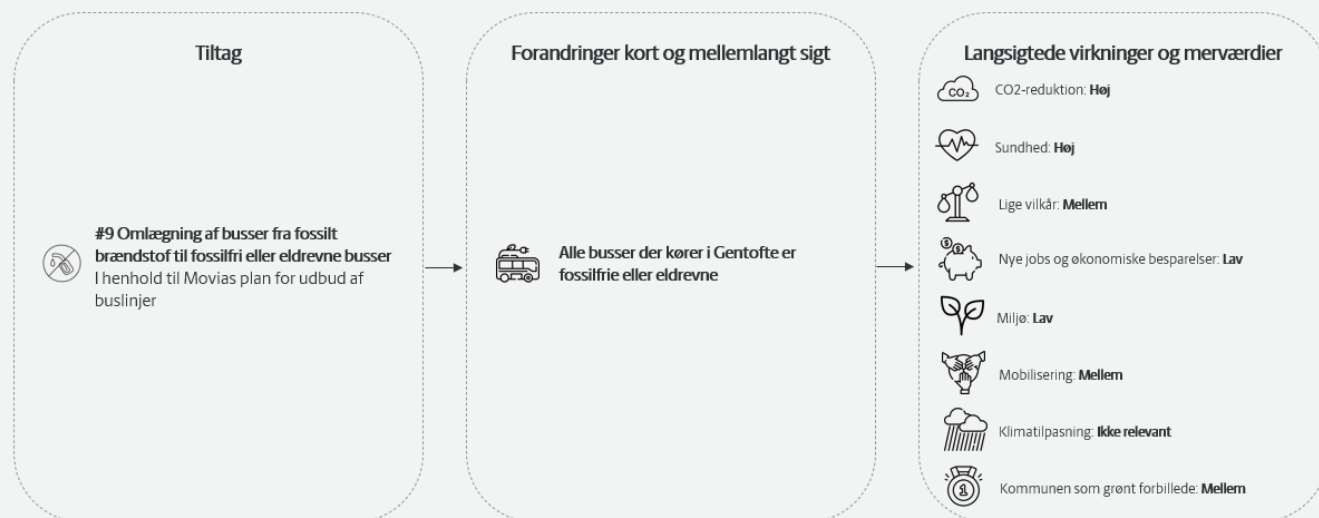 Tiltag
#9 Omlægning af busser fra fossilt
brændstof til fossilfri eller eldrevne busser
I henhold til Movias plan for udbud af
buslinjer
Forandringer kort og mellemlangt sigt
Alle busser der kører i Gentofte er
fossilfrie eller eldrevne
Langsigtede virkninger og merværdier
CO₂
CO2-reduktion: Høj
Sundhed: Høj
Lige vilkår: Mellem
$ $
Nye jobs og økonomiske besparelser: Lav
Miljø: Lav
Mobilisering: Mellem
Klimatilpasning: Ikke relevant
1
Kommunen som grønt forbillede: Mellem